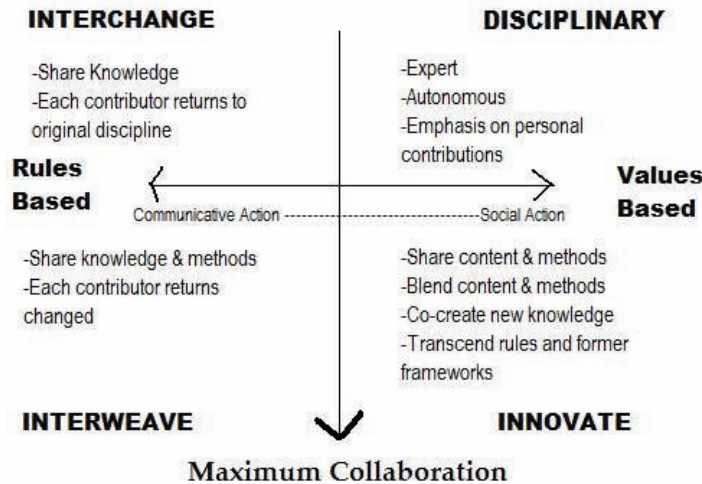 INTERCHANGE
-Share Knowledge
-Each contributor returns to
original discipline
DISCIPLINARY
-Expert
-Autonomous
-Emphasis on personal
contributions
Rules
Based
Values
Based
Communicative Action ---------------------------------- Social Action
-Share knowledge & methods
-Each contributor returns
changed
INTERWEAVE
-Share content & methods
-Blend content & methods
-Co-create new knowledge
-Transcend rules and former
frameworks
INNOVATE
Maximum Collaboration